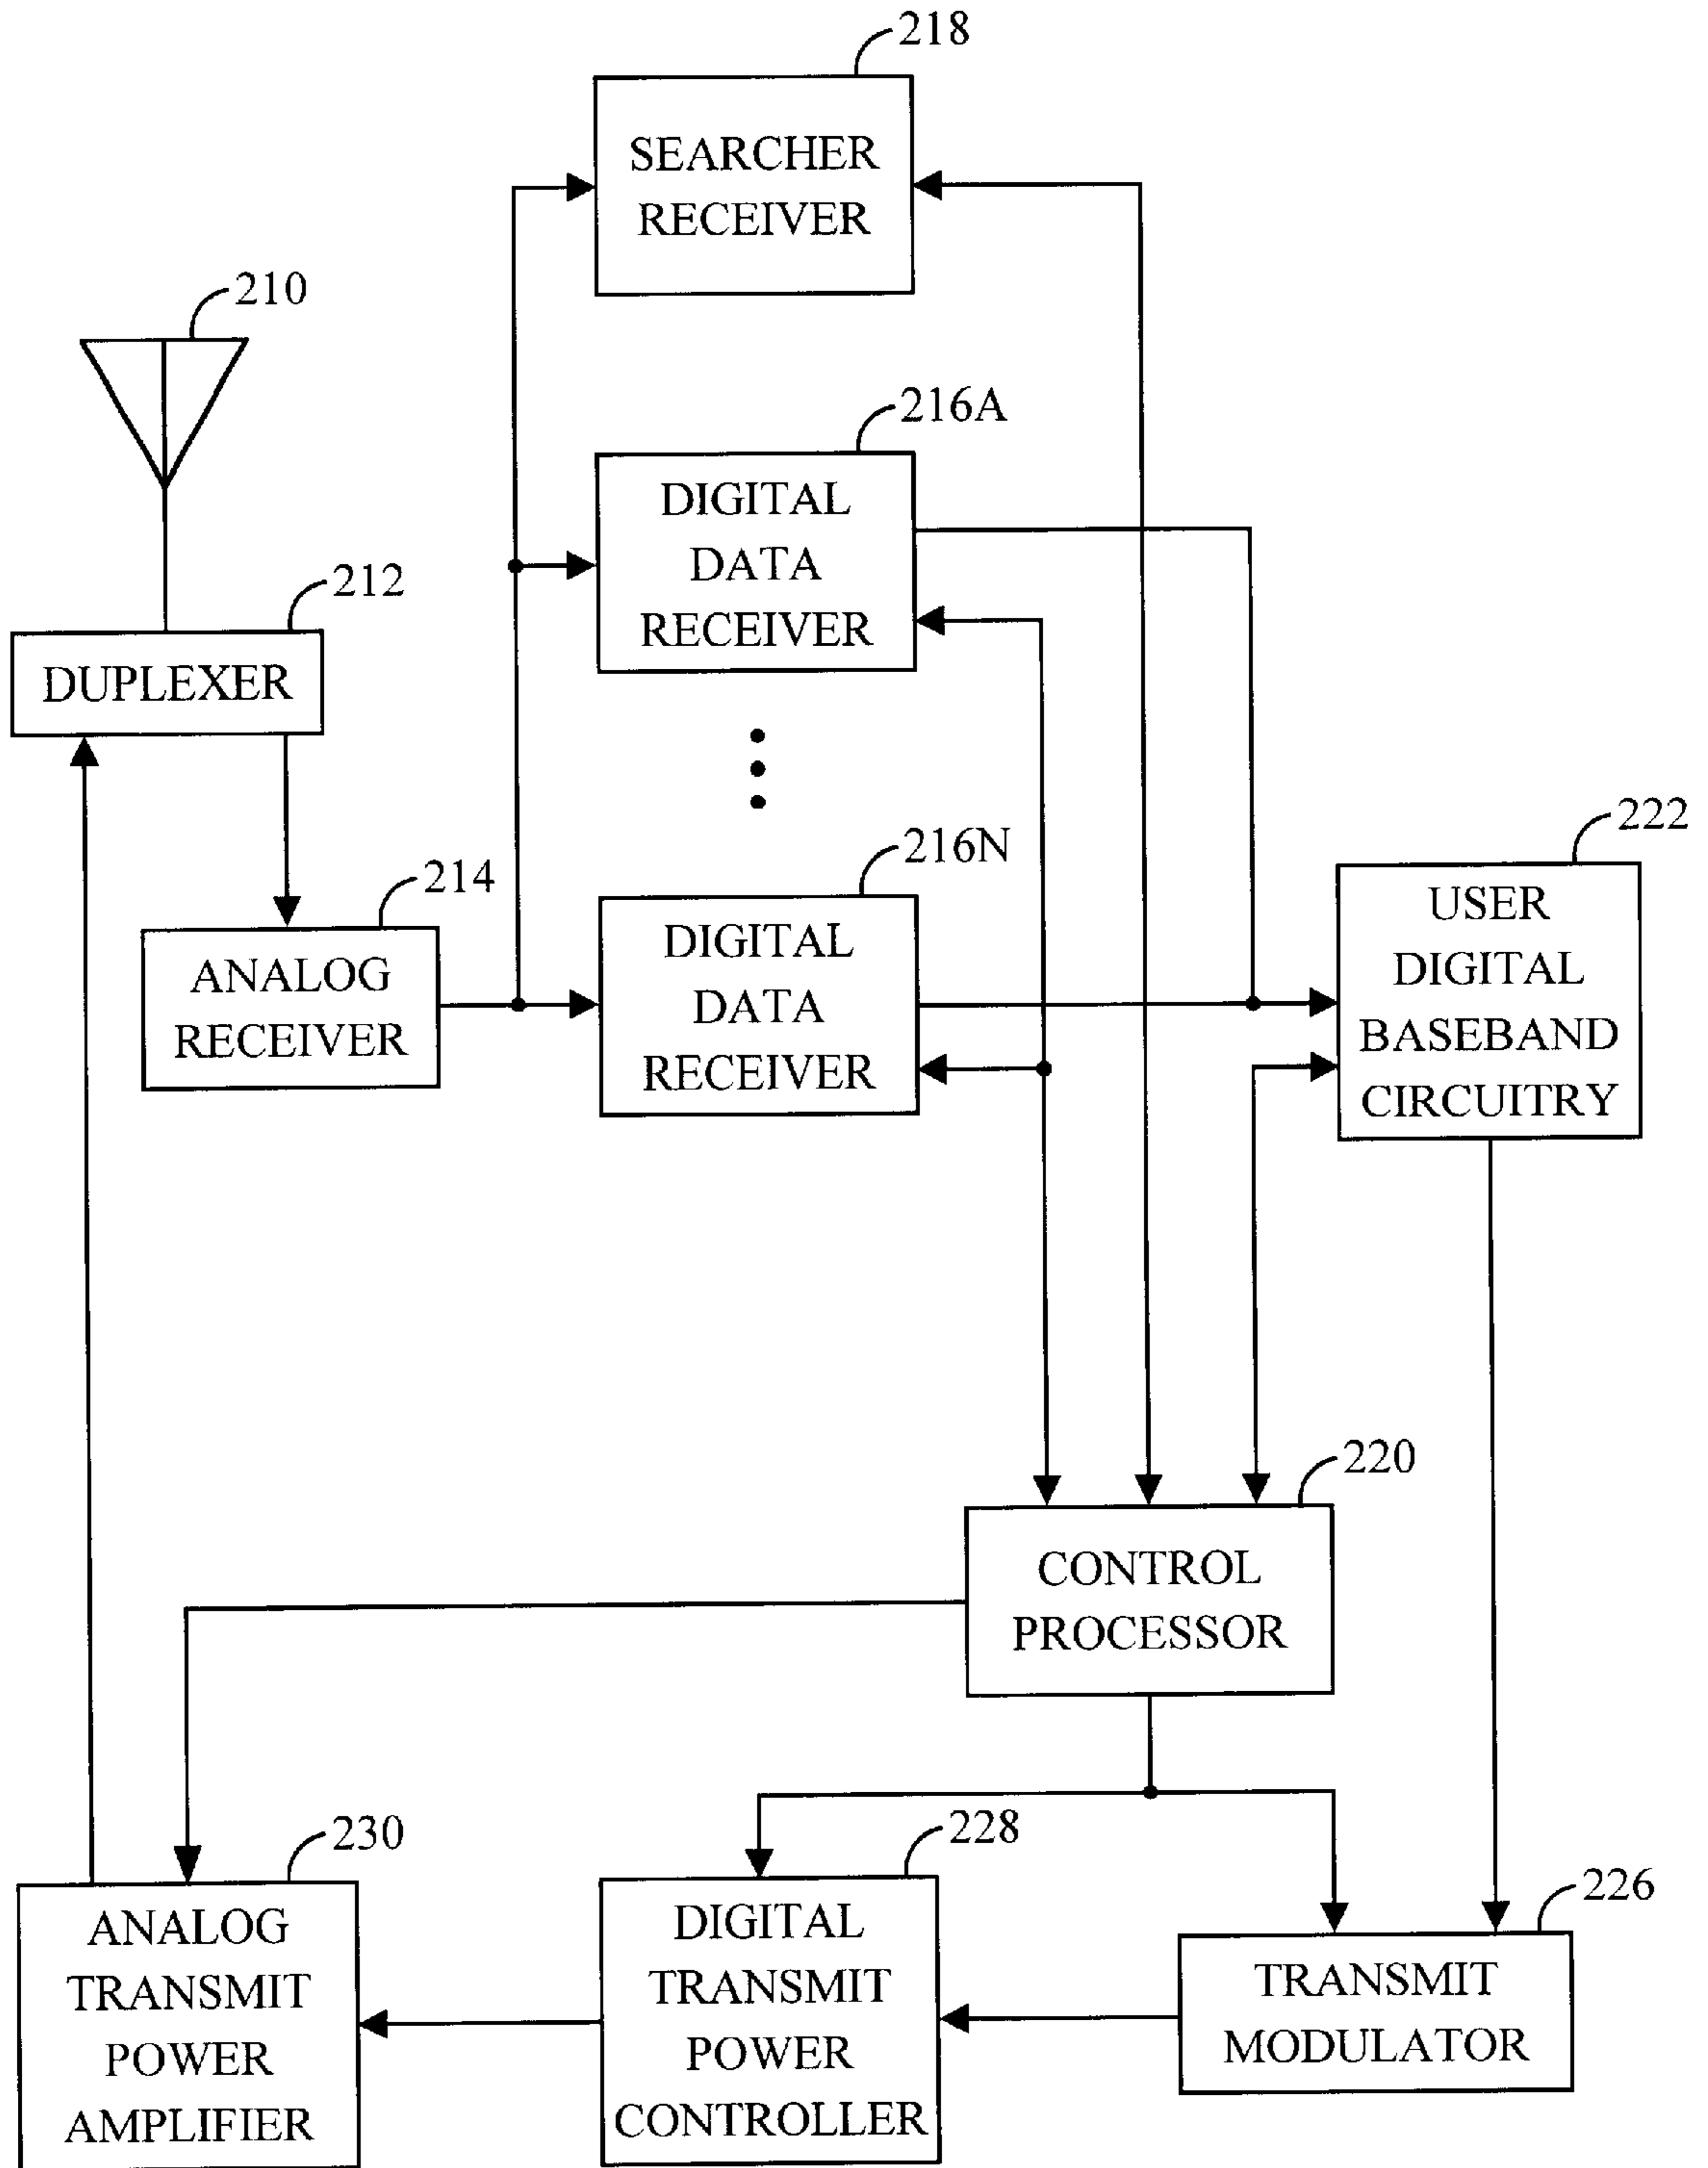 218
SEARCHER
RECEIVER
210
216A
DIGITAL
DATA
RECEIVER
212
DUPLEXER
216N
DIGITAL
DATA
RECEIVER
214
ANALOG
RECEIVER
222
USER
DIGITAL
BASEBAND
CIRCUITRY
220
CONTROL
PROCESSOR
230
ANALOG
TRANSMIT
POWER
AMPLIFIER
228
DIGITAL
TRANSMIT
POWER
CONTROLLER
226
TRANSMIT
MODULATOR